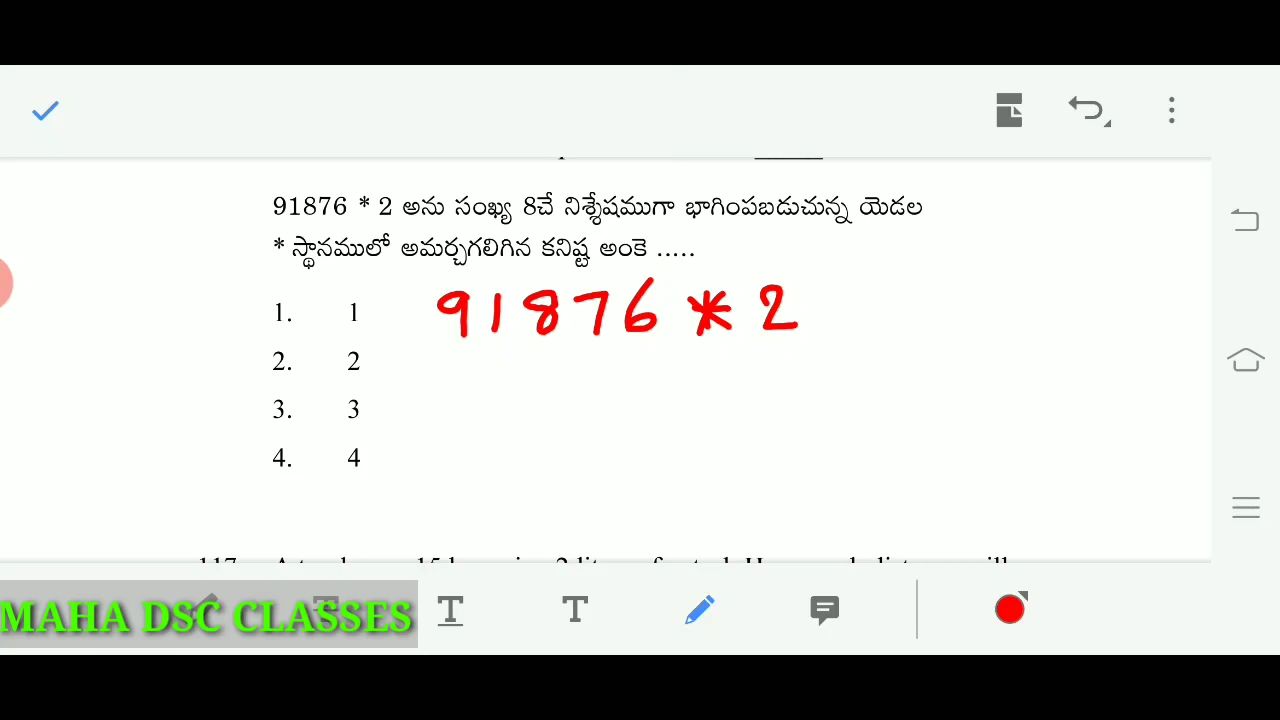 91876 * 2 అను సంఖ్య 8చే నిశ్శేషముగా భాగింపబడుచున్న యెడల
* స్థానములో అమర్చగలిగిన కనిష్ట అంకె .....
1. 1
91876 * 2
2. 2
3. 3
4. 4
MAHA DSC CLASSES
T
T